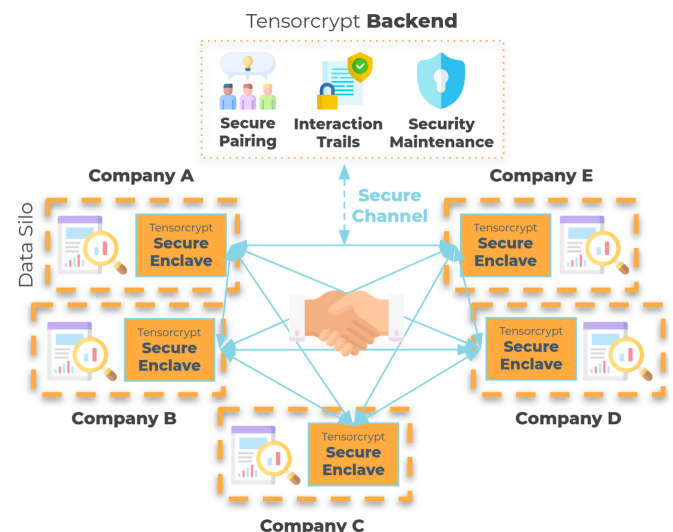 Tensorcrypt Backend
Secure
Pairing
Interaction
Trails
Security
Maintenance
Company A
Company E
Secure
Channel
Data Silo
Tensorcrypt
Secure
Enclave
Tensorcrypt
Secure
Enclave
Tensorcrypt
Secure
Enclave
Tensorcrypt
Secure
Enclave
Company B
Company D
Tensorcrypt
Secure
Enclave
Company C